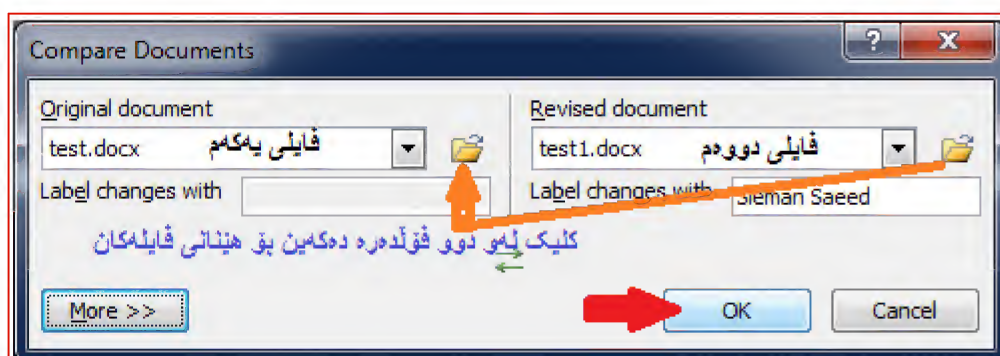 Compare Documents
Original document
Revised document
test.docx فایلی یەکەم
test1.docx فایلی دووەم
Label changes with
Label changes with Sleman Saeed
کلیک لەو دوو فۆڵدەرە دەکەین بۆ هێنانی فایلەکان
More >>
OK
Cancel